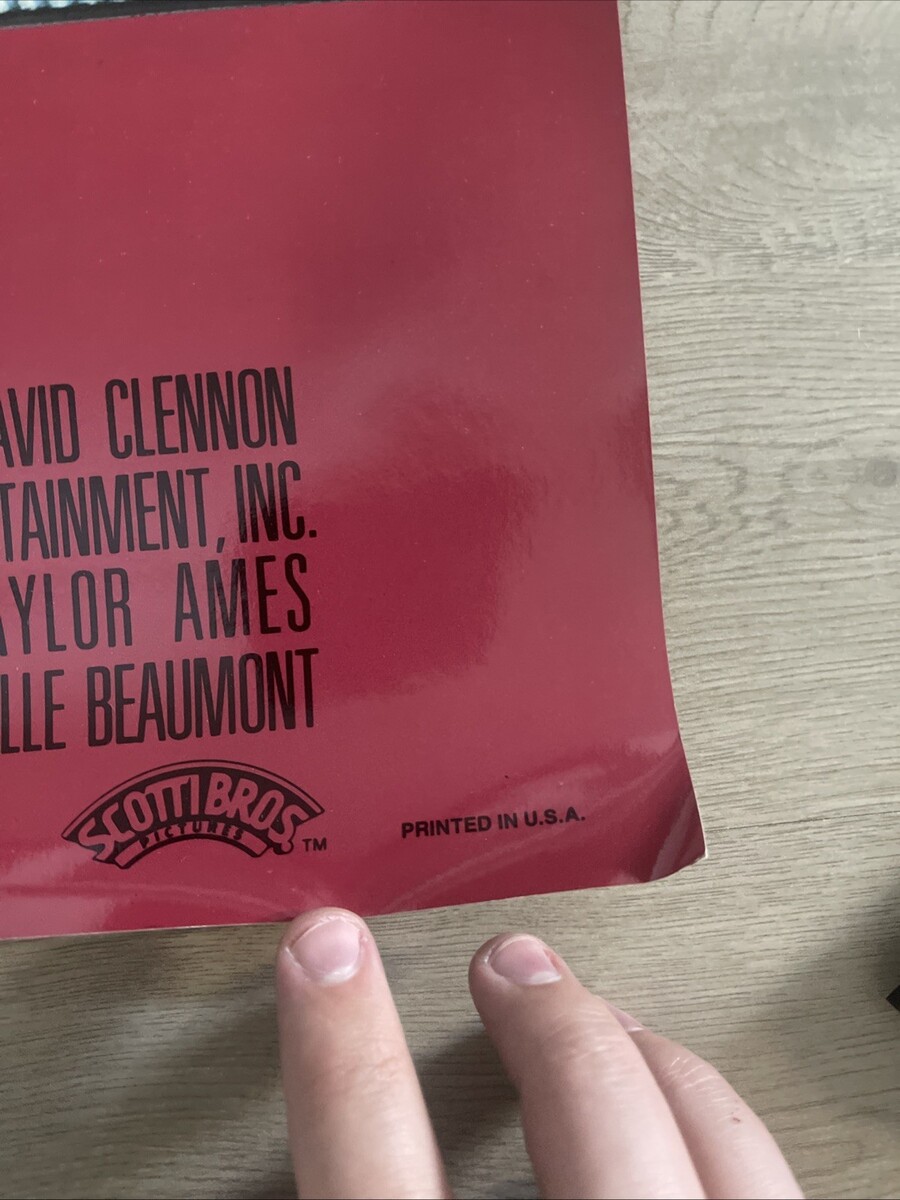 AVID CLENNON
TAINMENT, INC.
AYLOR AMES
LLE BEAUMONT
SCOTTI BROS.
PICTURES
TM
PRINTED IN U.S.A.